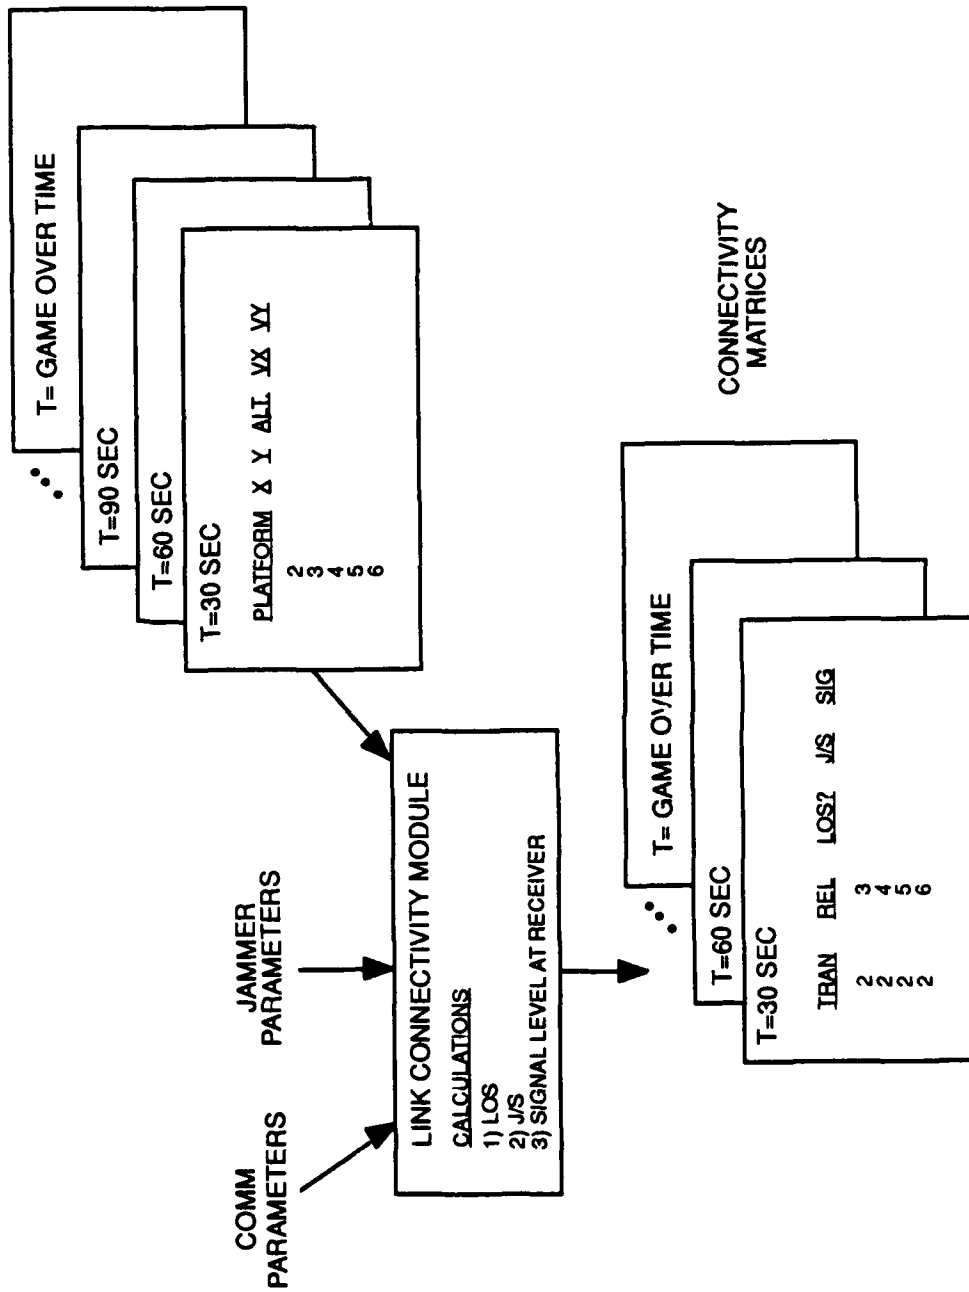 COMM
PARAMETERS
JAMMER
PARAMETERS
T= GAME OVER TIME
T=90 SEC
T=60 SEC
T=30 SEC
PLATFORM X Y ALT. VX VY
2
3
4
5
6
LINK CONNECTIVITY MODULE
CALCULATIONS
1) LOS
2) J/S
3) SIGNAL LEVEL AT RECEIVER
CONNECTIVITY
MATRICES
T= GAME OVER TIME
T=60 SEC
T=30 SEC
TRAN REL LOS? J/S SIG
2 3
2 4
2 5
2 6